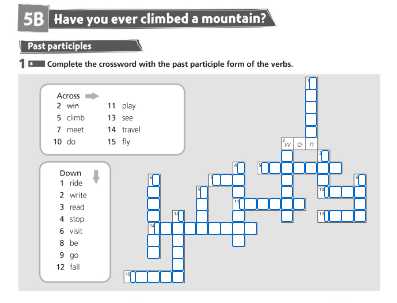 5B Have you ever climbed a mountain?
Past participles
1 Complete the crossword with the past participle form of the verbs.
Across
2 win
5 climb
7 meet
10 do
11 play
13 see
14 travel
15 fly
Down
1 ride
2 write
3 read
4 stop
6 visit
8 be
9 go
12 fall
w o n